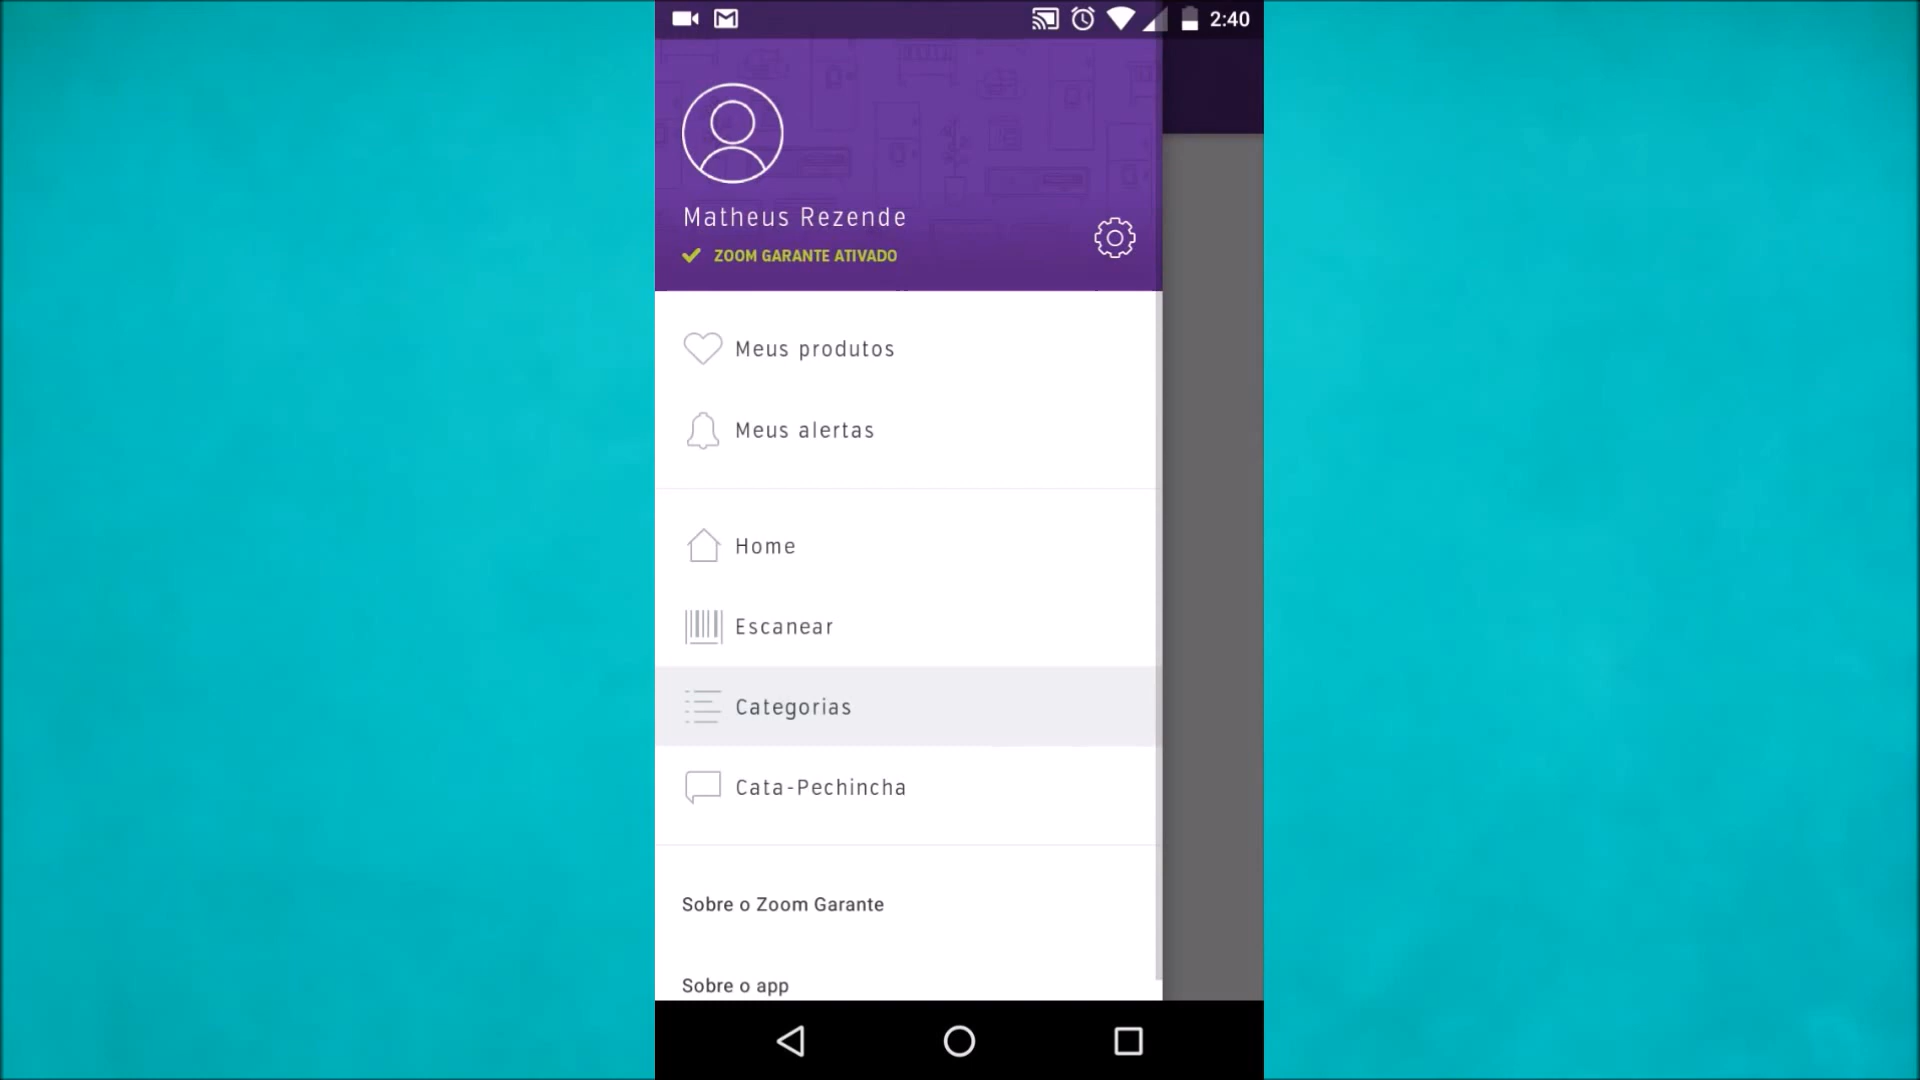 2:40
Matheus Rezende
ZOOM GARANTE ATIVADO
Meus produtos
Meus alertas
Home
Escanear
Categorias
Cata-Pechincha
Sobre o Zoom Garante
Sobre o app